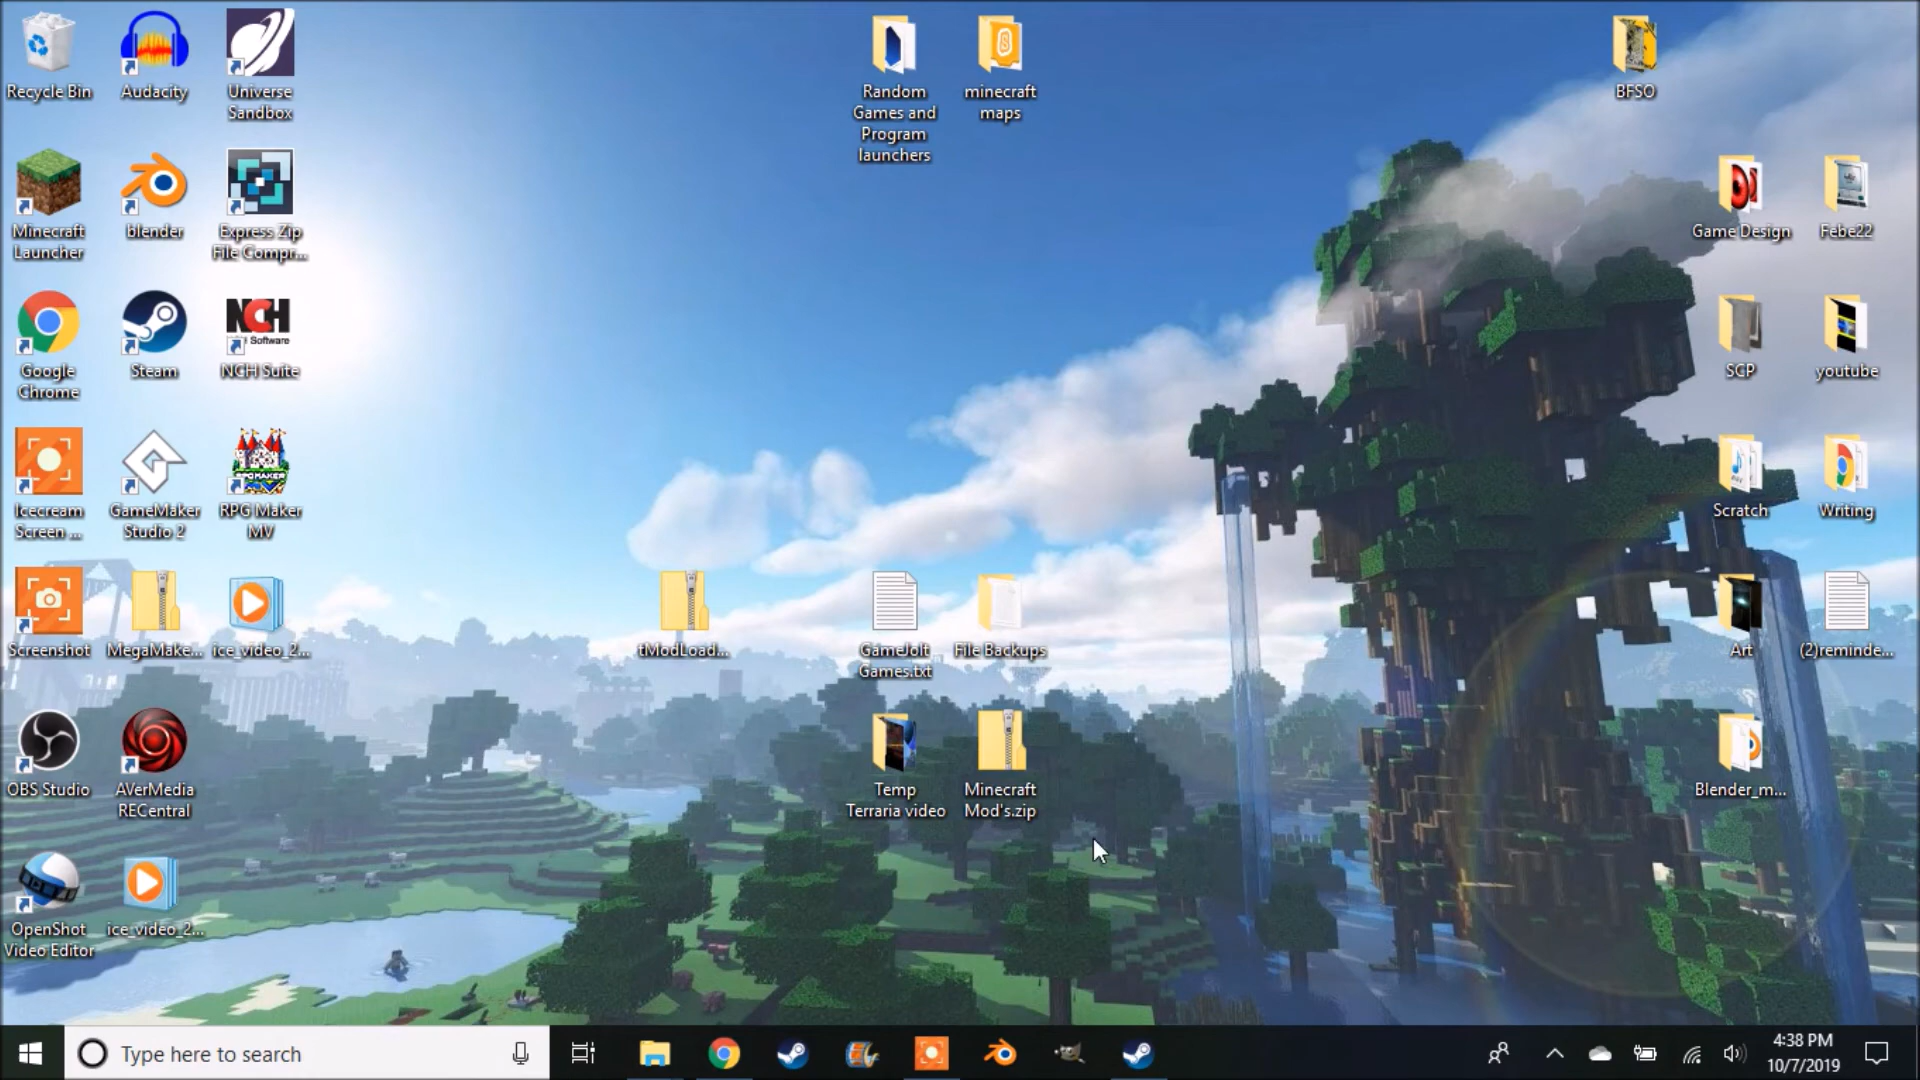 Recycle Bin
Audacity
Universe
Sandbox
Random
Games and
Program
launchers
minecraft
maps
BFSO
Minecraft
Launcher
blender
Express Zip
File Compr...
Game Design
Febe22
Google
Chrome
Steam
NCH
Software
NCH Suite
SCP
youtube
Icecream
Screen ...
GameMaker
Studio 2
RPG MAKER
RPG Maker
MV
Scratch
Writing
Screenshot
MegaMake...
ice_video_2...
tModLoad...
GameJolt
Games.txt
File Backups
Art
(2)reminde...
OBS Studio
AVerMedia
RECentral
Temp
Terraria video
Minecraft
Mod's.zip
Blender_m...
OpenShot
Video Editor
ice_video_2...
Type here to search
4:38 PM
10/7/2019